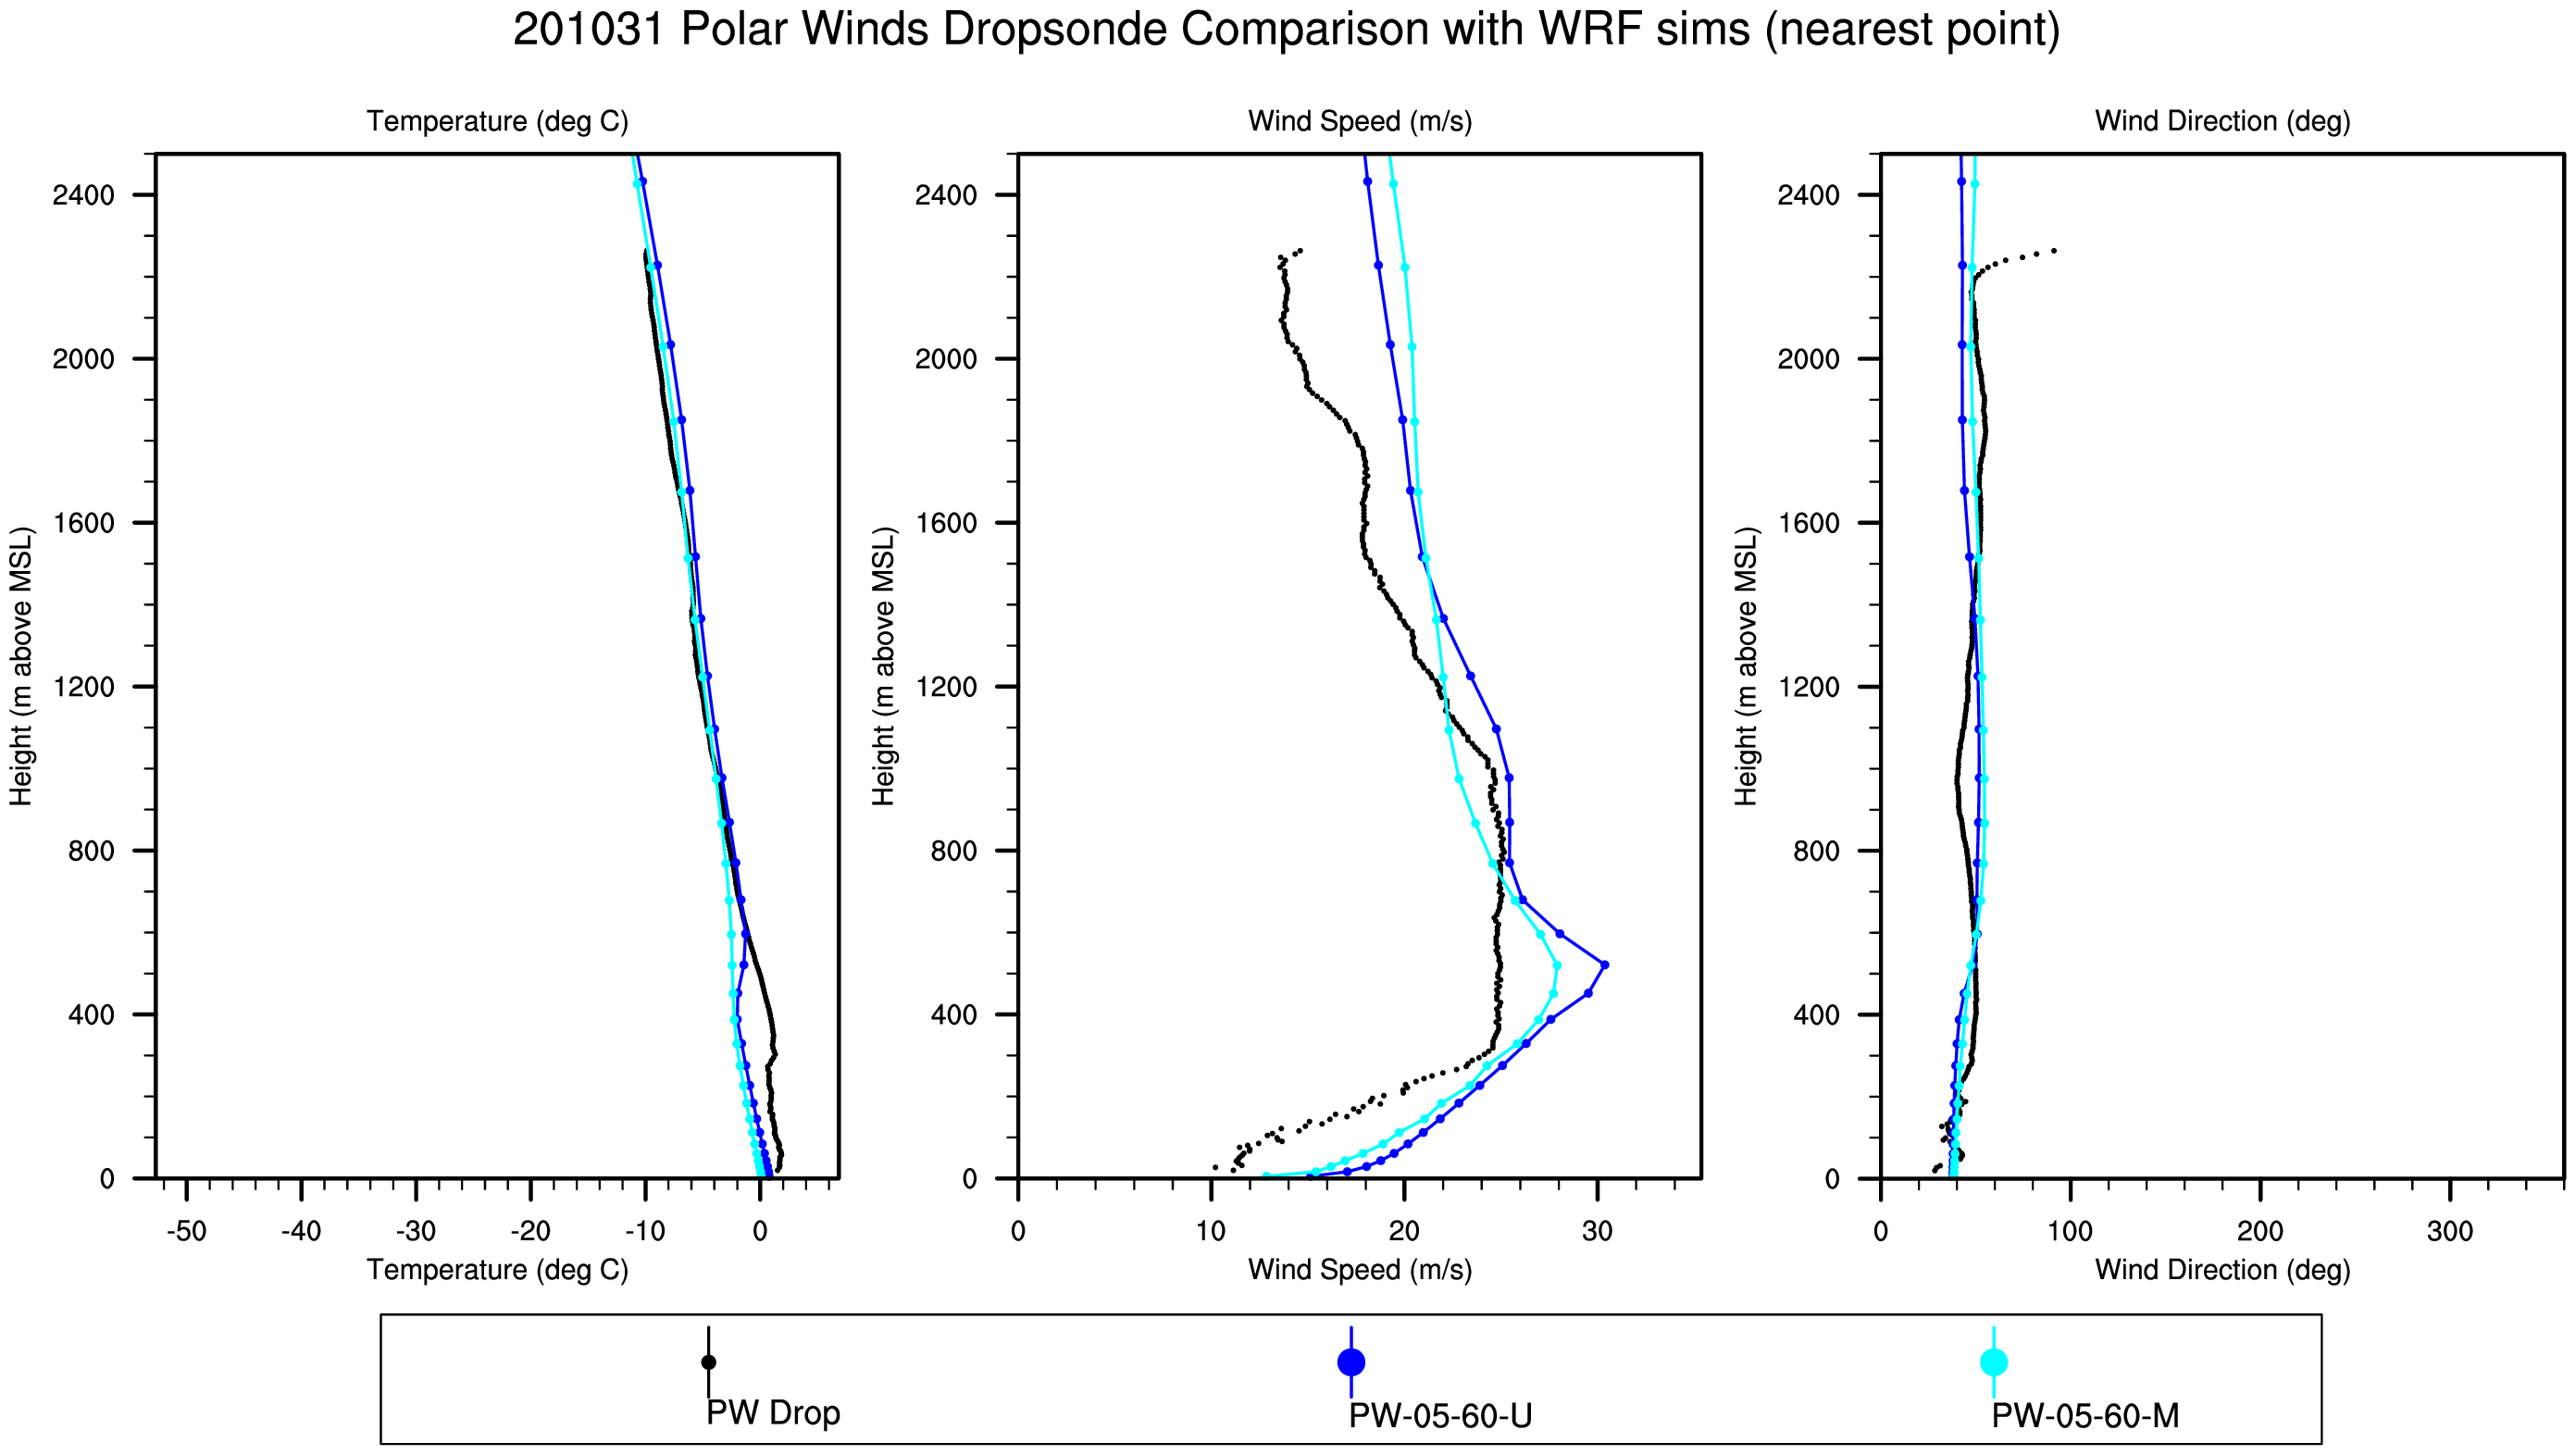 201031 Polar Winds Dropsonde Comparison with WRF sims (nearest point)
Temperature (deg C)
Wind Speed (m/s)
Wind Direction (deg)
Height (m above MSL)
2400
2000
1600
1200
800
400
0
-50 -40 -30 -20 -10 0
Temperature (deg C)
Height (m above MSL)
2400
2000
1600
1200
800
400
0
0 10 20 30
Wind Speed (m/s)
Height (m above MSL)
2400
2000
1600
1200
800
400
0
0 100 200 300
Wind Direction (deg)
PW Drop
PW-05-60-U
PW-05-60-M